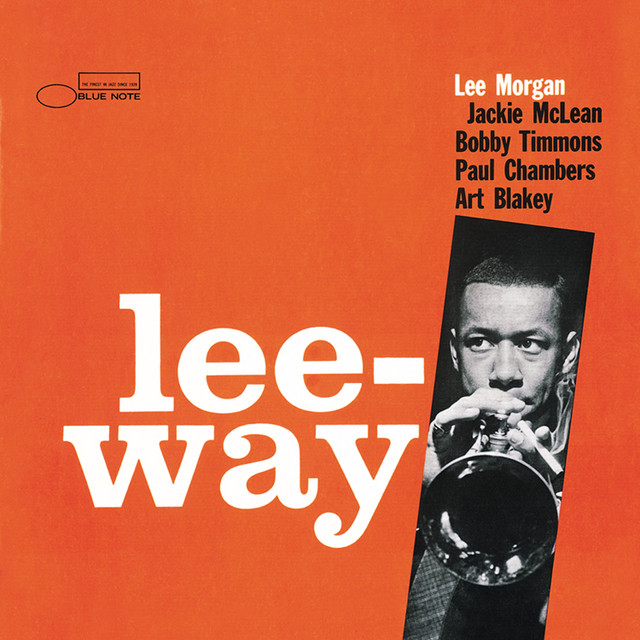 THE FINEST IN JAZZ SINCE 1939
BLUE NOTE
Lee Morgan
Jackie McLean
Bobby Timmons
Paul Chambers
Art Blakey
lee-
way